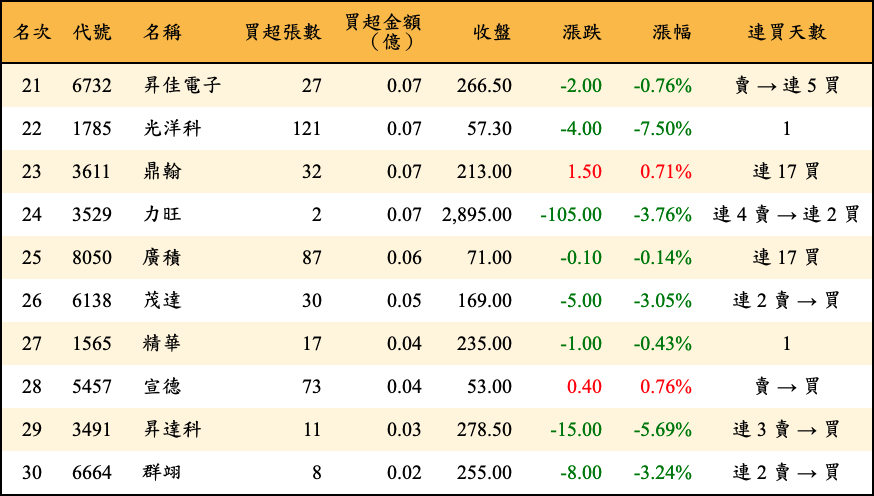 名次 代號 名稱 買超張數 買超金額（億） 收盤 漲跌 漲幅 連買天數
21 6732 昇佳電子 27 0.07 266.50 -2.00 -0.76% 賣 → 連 5 買
22 1785 光洋科 121 0.07 57.30 -4.00 -7.50% 1
23 3611 鼎翰 32 0.07 213.00 1.50 0.71% 連 17 買
24 3529 力旺 2 0.07 2,895.00 -105.00 -3.76% 連 4 賣 → 連 2 買
25 8050 廣積 87 0.06 71.00 -0.10 -0.14% 連 17 買
26 6138 茂達 30 0.05 169.00 -5.00 -3.05% 連 2 賣 → 買
27 1565 精華 17 0.04 235.00 -1.00 -0.43% 1
28 5457 宣德 73 0.04 53.00 0.40 0.76% 賣 → 買
29 3491 昇達科 11 0.03 278.50 -15.00 -5.69% 連 3 賣 → 買
30 6664 群翊 8 0.02 255.00 -8.00 -3.24% 連 2 賣 → 買